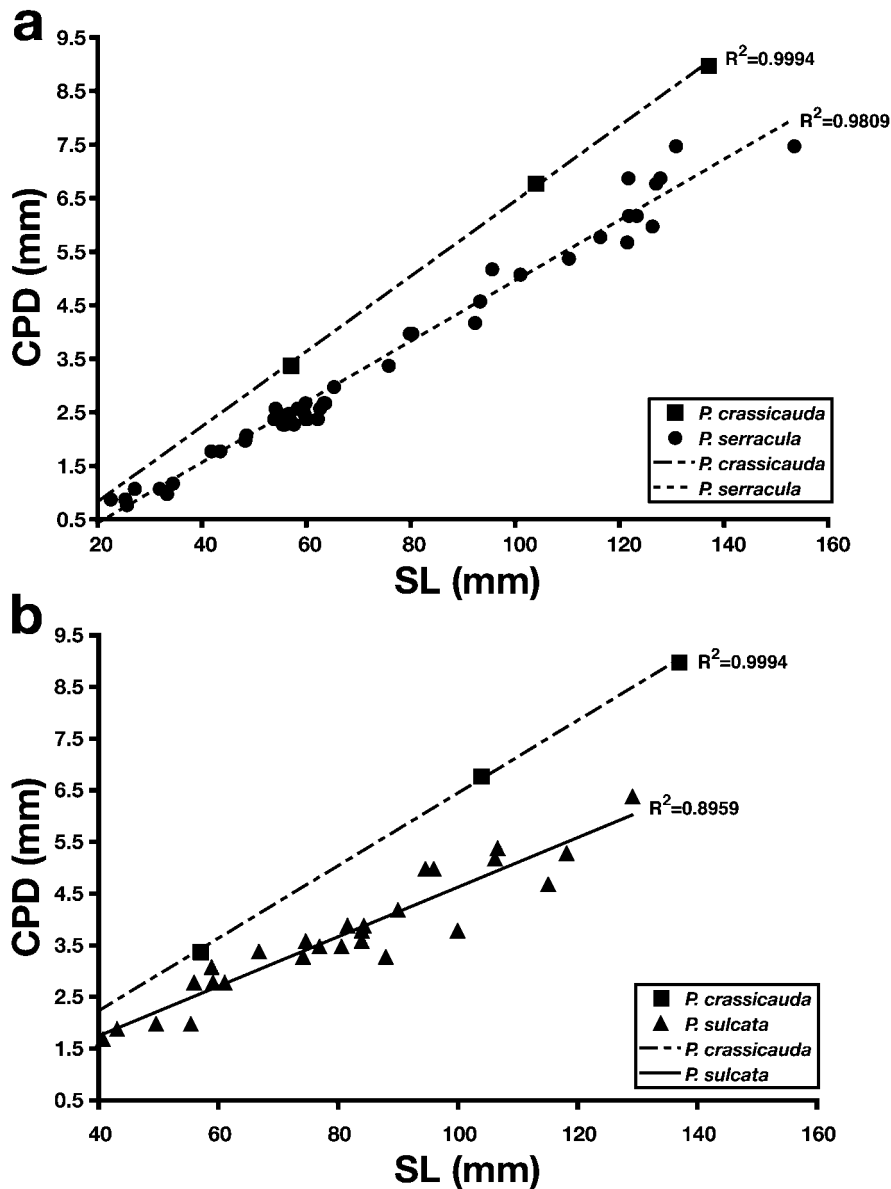 a
9.5
8.5
7.5
6.5
5.5
4.5
3.5
2.5
1.5
0.5
CPD (mm)
R²=0.9994
R²=0.9809
P. crassicauda
P. serracula
P. crassicauda
P. serracula
20 40 60 80 100 120 140 160
SL (mm)
b
9.5
8.5
7.5
6.5
5.5
4.5
3.5
2.5
1.5
0.5
CPD (mm)
R²=0.9994
R²=0.8959
P. crassicauda
P. sulcata
P. crassicauda
P. sulcata
40 60 80 100 120 140 160
SL (mm)